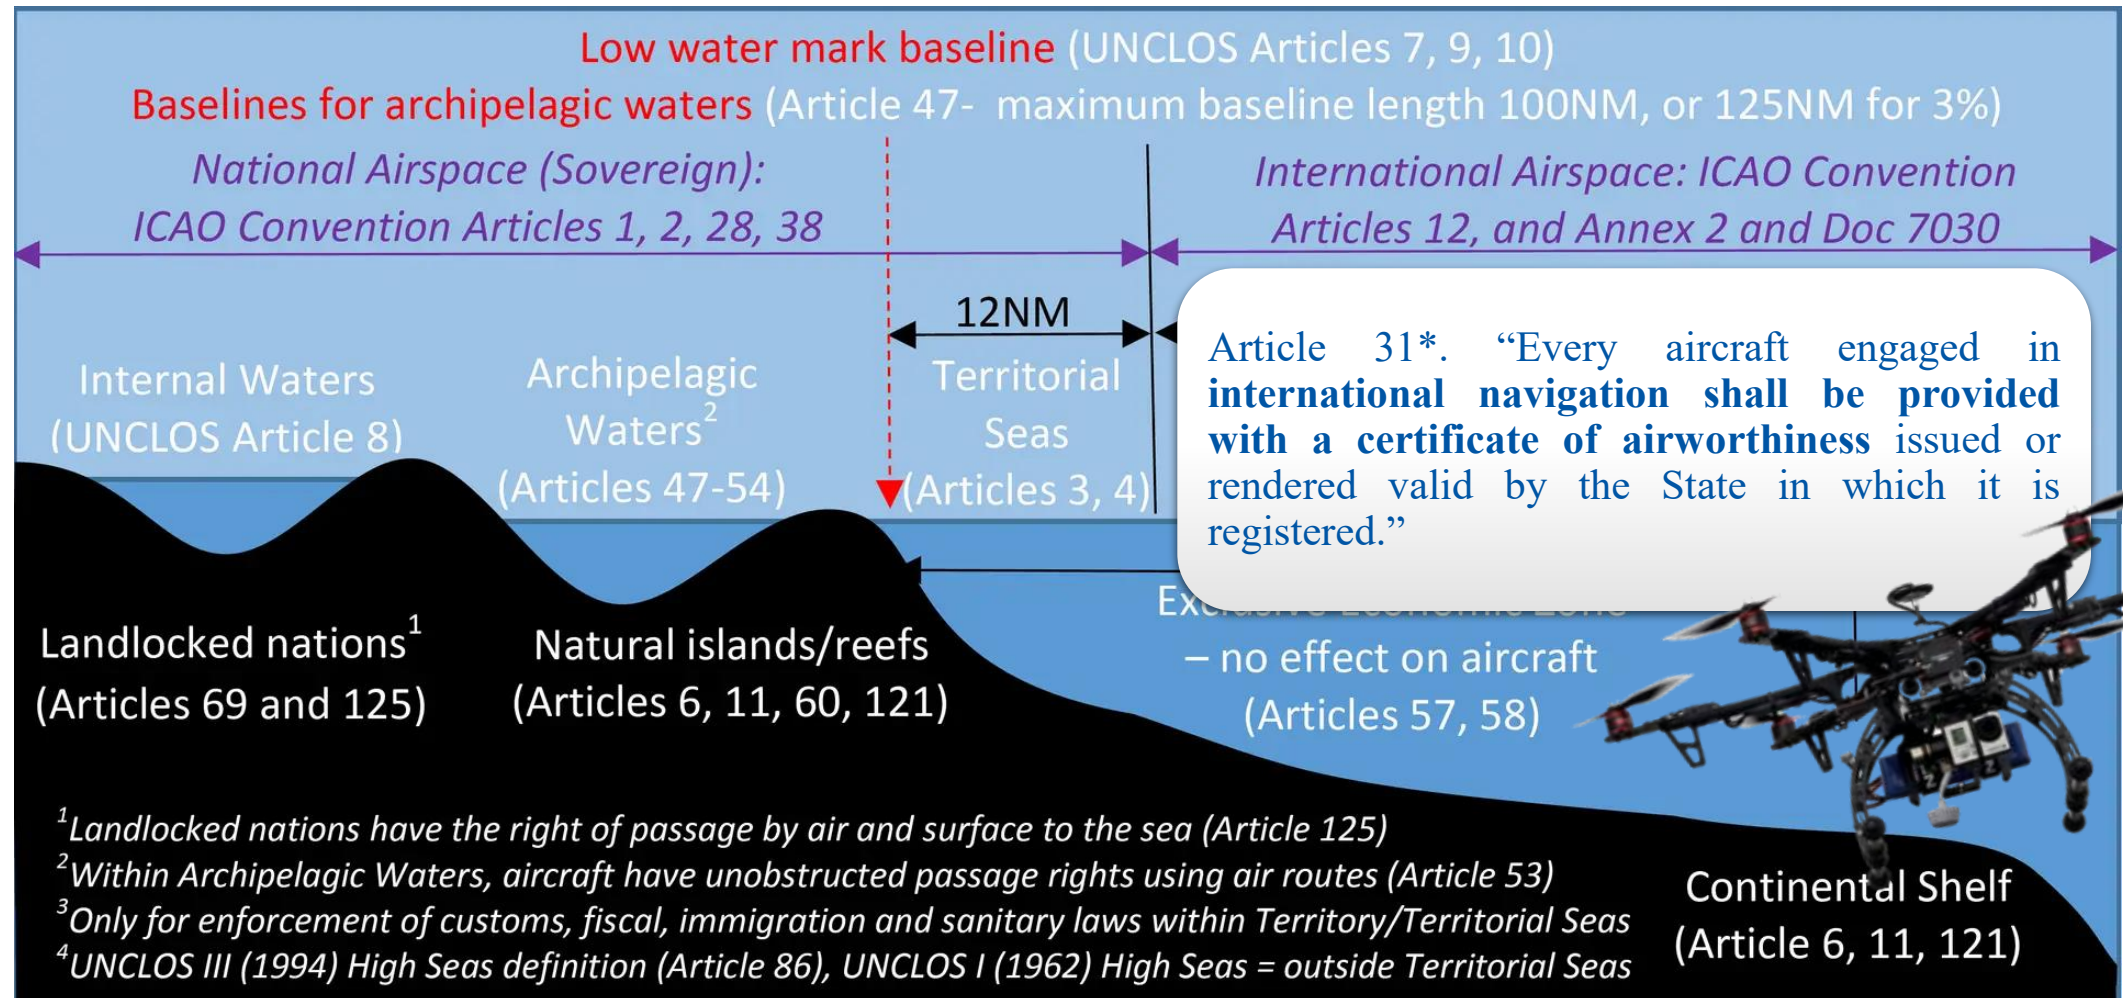 Low water mark baseline (UNCLOS Articles 7, 9, 10)
Baselines for archipelagic waters (Article 47- maximum baseline length 100NM, or 125NM for 3%)
National Airspace (Sovereign):
ICAO Convention Articles 1, 2, 28, 38
International Airspace: ICAO Convention
Articles 12, and Annex 2 and Doc 7030
12NM
Internal Waters
(UNCLOS Article 8)
Archipelagic
Waters²
(Articles 47-54)
Territorial
Seas
(Articles 3, 4)
Article 31*. “Every aircraft engaged in
international navigation shall be provided
with a certificate of airworthiness issued or
rendered valid by the State in which it is
registered.”
Landlocked nations¹
(Articles 69 and 125)
Natural islands/reefs
(Articles 6, 11, 60, 121)
Exclusive Economic Zone
– no effect on aircraft
(Articles 57, 58)
¹Landlocked nations have the right of passage by air and surface to the sea (Article 125)
²Within Archipelagic Waters, aircraft have unobstructed passage rights using air routes (Article 53)
³Only for enforcement of customs, fiscal, immigration and sanitary laws within Territory/Territorial Seas
⁴UNCLOS III (1994) High Seas definition (Article 86), UNCLOS I (1962) High Seas = outside Territorial Seas
Continental Shelf
(Article 6, 11, 121)